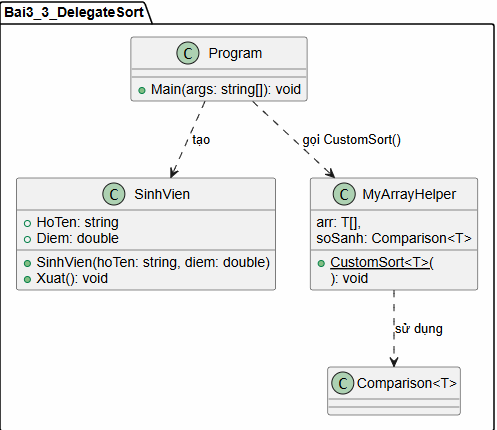 Bai3_3_DelegateSort
C Program
Main(args: string[]): void
tạo
gọi CustomSort()
C SinhVien
HoTen: string
Diem: double
SinhVien(hoTen: string, diem: double)
Xuat(): void
C MyArrayHelper
arr: T[],
soSanh: Comparison<T>
CustomSort<T>(
): void
sử dụng
C Comparison<T>